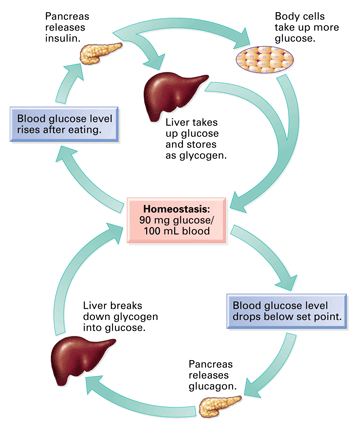 Pancreas
releases
insulin.
Body cells
take up more
glucose.
Liver takes
up glucose
and stores
as glycogen.
Blood glucose level
rises after eating.
Homeostasis:
90 mg glucose/
100 mL blood
Blood glucose level
drops below set point.
Liver breaks
down glycogen
into glucose.
Pancreas
releases
glucagon.